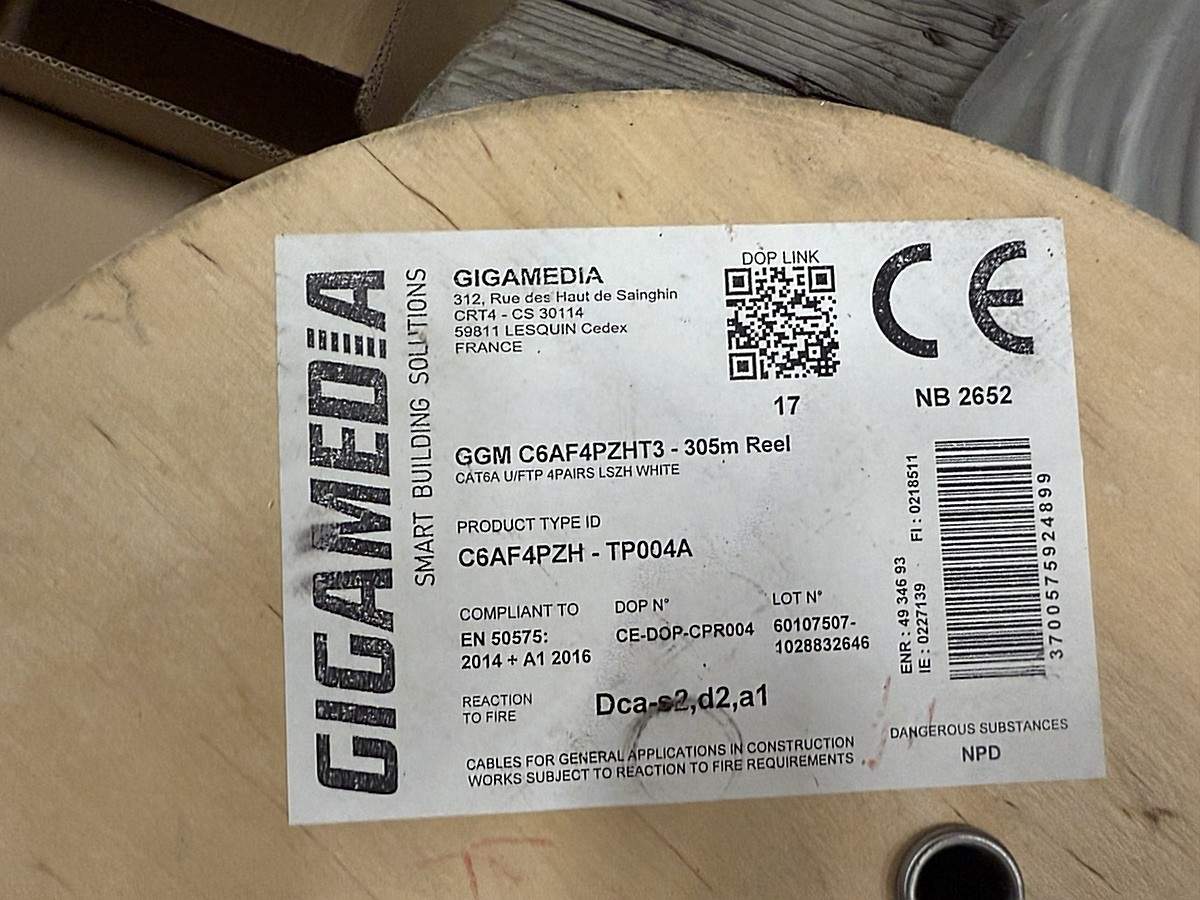 GIGAMEDIA
SMART BUILDING SOLUTIONS
GIGAMEDIA
312, Rue des Haut de Sainghin
CRT4 - CS 30114
59811 LESQUIN Cedex
FRANCE
DOP LINK
17
CE
NB 2652
GGM C6AF4PZHT3 - 305m Reel
CAT6A U/FTP 4PAIRS LSZH WHITE
PRODUCT TYPE ID
C6AF4PZH - TP004A
COMPLIANT TO
EN 50575:
2014 + A1 2016
DOP N°
CE-DOP-CPR004
LOT N°
60107507-
1028832646
ENR : 49 346 93
IE : 0227139 FI : 0218511
3700575924899
REACTION
TO FIRE
Dca-s2,d2,a1
CABLES FOR GENERAL APPLICATIONS IN CONSTRUCTION
WORKS SUBJECT TO REACTION TO FIRE REQUIREMENTS
DANGEROUS SUBSTANCES
NPD